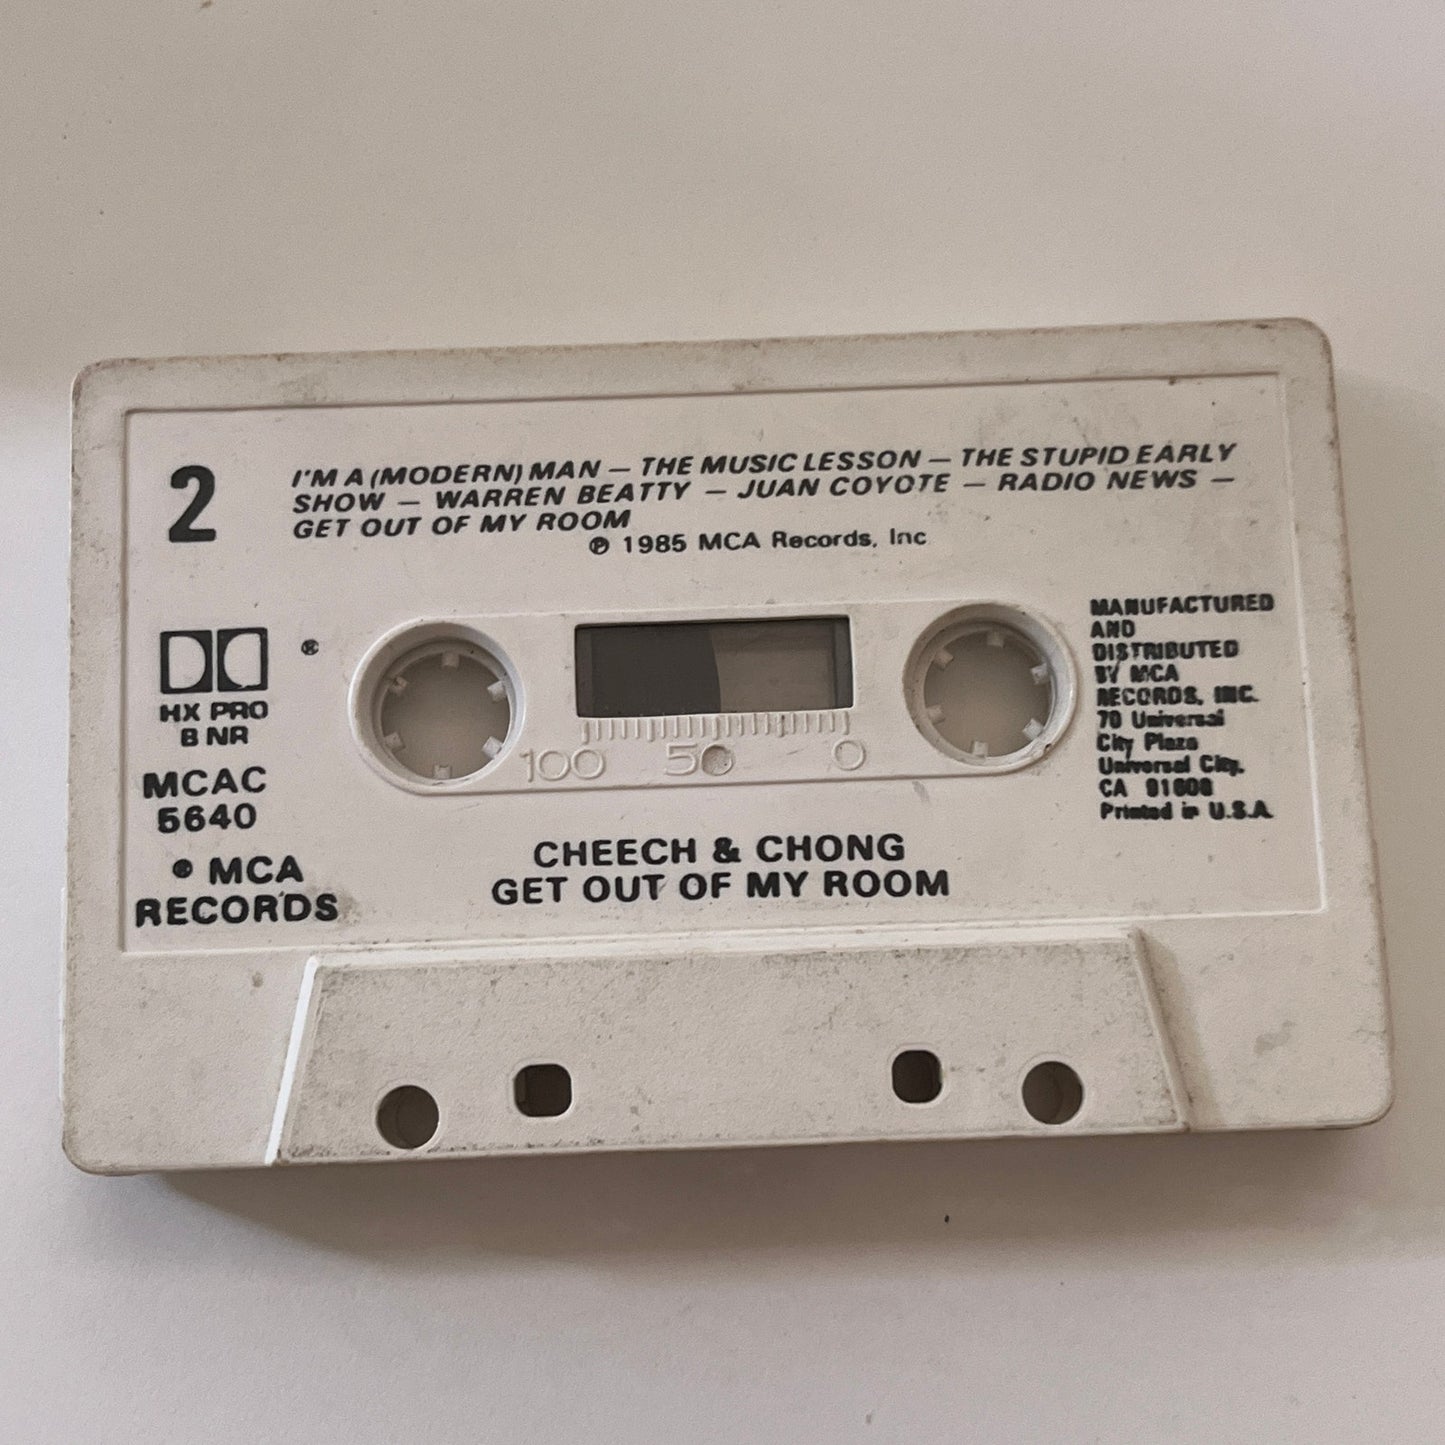 2
I'M A (MODERN) MAN — THE MUSIC LESSON — THE STUPID EARLY
SHOW — WARREN BEATTY — JUAN COYOTE — RADIO NEWS —
GET OUT OF MY ROOM
℗ 1985 MCA Records, Inc
®
HX PRO
B NR
MCAC
5640
® MCA
RECORDS
100 50 0
MANUFACTURED
AND
DISTRIBUTED
BY MCA
RECORDS, INC.
70 Universal
City Plaza
Universal City,
CA 91608
Printed in U.S.A.
CHEECH & CHONG
GET OUT OF MY ROOM